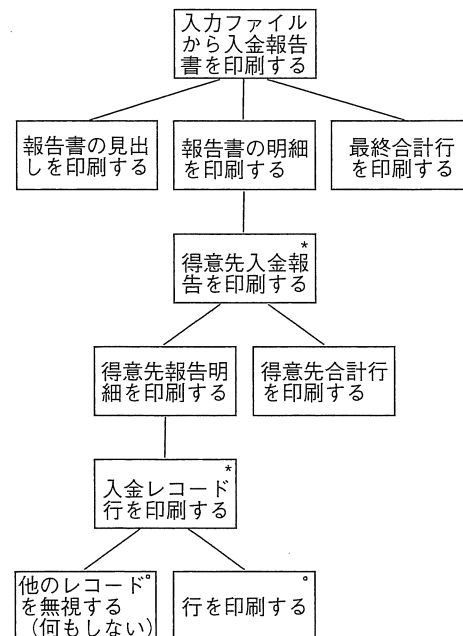 入力ファイル
から入金報告
書を印刷する
報告書の見出
しを印刷する
報告書の明細
を印刷する
最終合計行
を印刷する
*
得意先入金報
告を印刷する
得意先報告明
細を印刷する
得意先合計行
を印刷する
*
入金レコード
行を印刷する
他のレコード°
を無視する
(何もしない)
°
行を印刷する